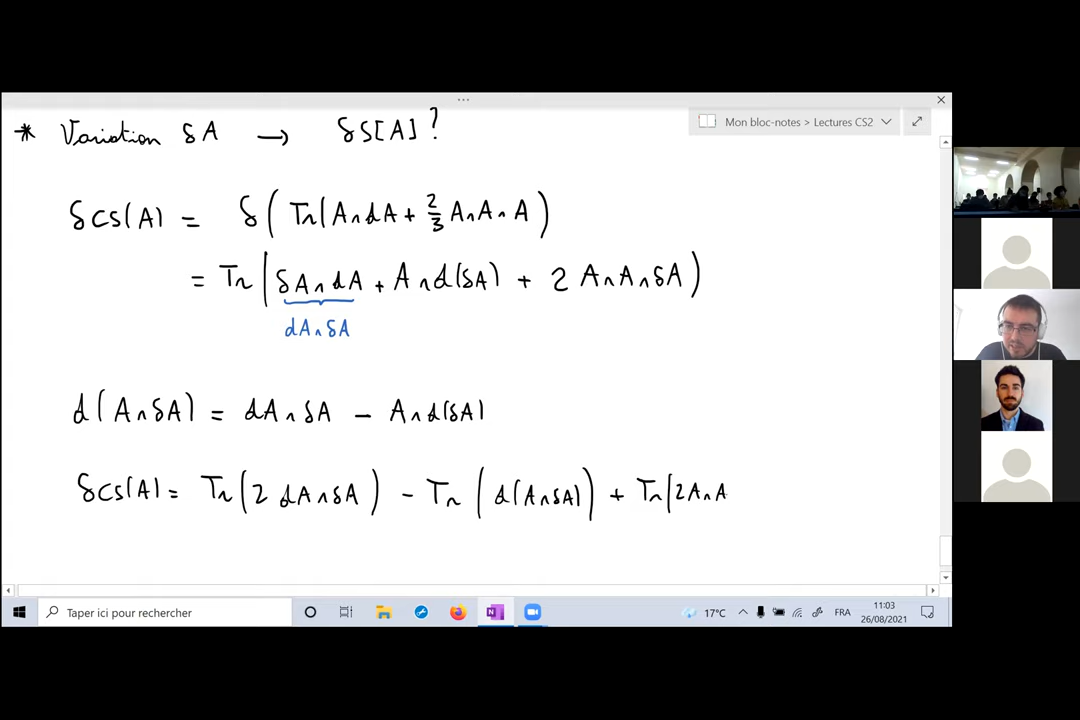 * Variation δA → δS[A] ?
Mon bloc-notes > Lectures CS2
δCS(A) = δ( Tr(A∧dA + 2/3 A∧A∧A)
= Tr(δA∧dA + A∧d(δA) + 2 A∧A∧δA)
dA∧δA
d(A∧δA) = dA∧δA - A∧d(δA)
δCS(A) = Tr(2 dA∧δA) - Tr(d(A∧δA)) + Tr(2A∧A
Taper ici pour rechercher
17°C
FRA
11:03
26/08/2021